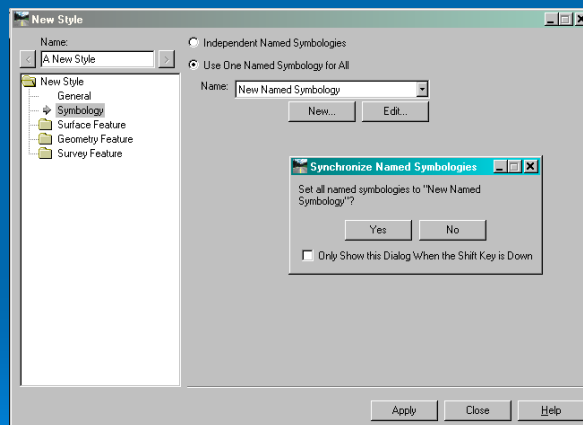 New Style
Name:
A New Style
New Style
General
Symbology
Surface Feature
Geometry Feature
Survey Feature
Independent Named Symbologies
Use One Named Symbology for All
Name: New Named Symbology
New... Edit...
Synchronize Named Symbologies
Set all named symbologies to "New Named
Symbology"?
Yes No
Only Show this Dialog When the Shift Key is Down
Apply Close Help